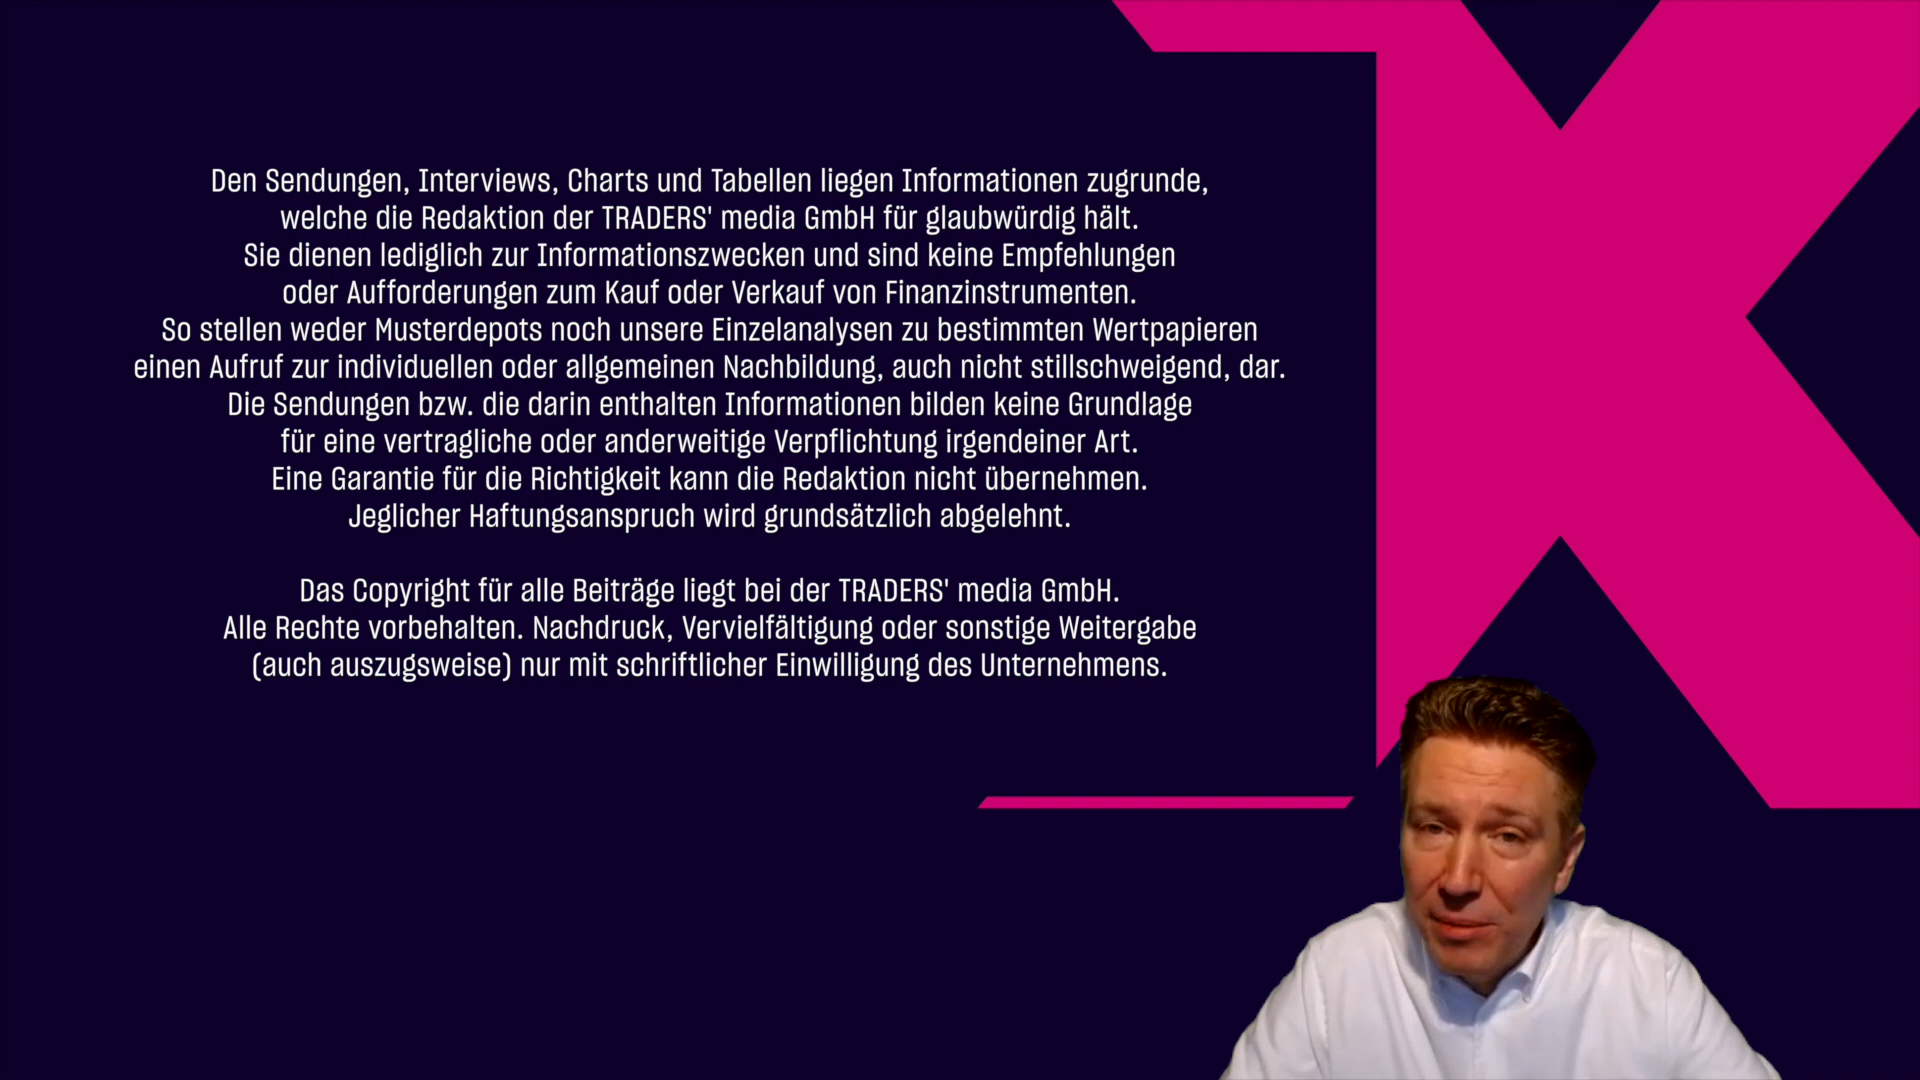 Den Sendungen, Interviews, Charts und Tabellen liegen Informationen zugrunde,
welche die Redaktion der TRADERS' media GmbH für glaubwürdig hält.
Sie dienen lediglich zur Informationszwecken und sind keine Empfehlungen
oder Aufforderungen zum Kauf oder Verkauf von Finanzinstrumenten.
So stellen weder Musterdepots noch unsere Einzelanalysen zu bestimmten Wertpapieren
einen Aufruf zur individuellen oder allgemeinen Nachbildung, auch nicht stillschweigend, dar.
Die Sendungen bzw. die darin enthalten Informationen bilden keine Grundlage
für eine vertragliche oder anderweitige Verpflichtung irgendeiner Art.
Eine Garantie für die Richtigkeit kann die Redaktion nicht übernehmen.
Jeglicher Haftungsanspruch wird grundsätzlich abgelehnt.
Das Copyright für alle Beiträge liegt bei der TRADERS' media GmbH.
Alle Rechte vorbehalten. Nachdruck, Vervielfältigung oder sonstige Weitergabe
(auch auszugsweise) nur mit schriftlicher Einwilligung des Unternehmens.